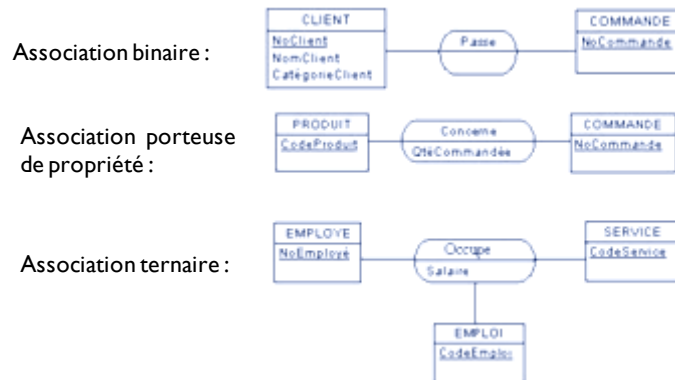 CLIENT
NoClient
NomClient
CatégorieClient
Passe
COMMANDE
NoCommande
Association binaire :
PRODUIT
CodeProduit
Concerne
QtéCommandée
COMMANDE
NoCommande
Association porteuse
de propriété :
EMPLOYE
NoEmployé
Occupe
Salaire
SERVICE
CodeService
Association ternaire :
EMPLOI
CodeEmploi